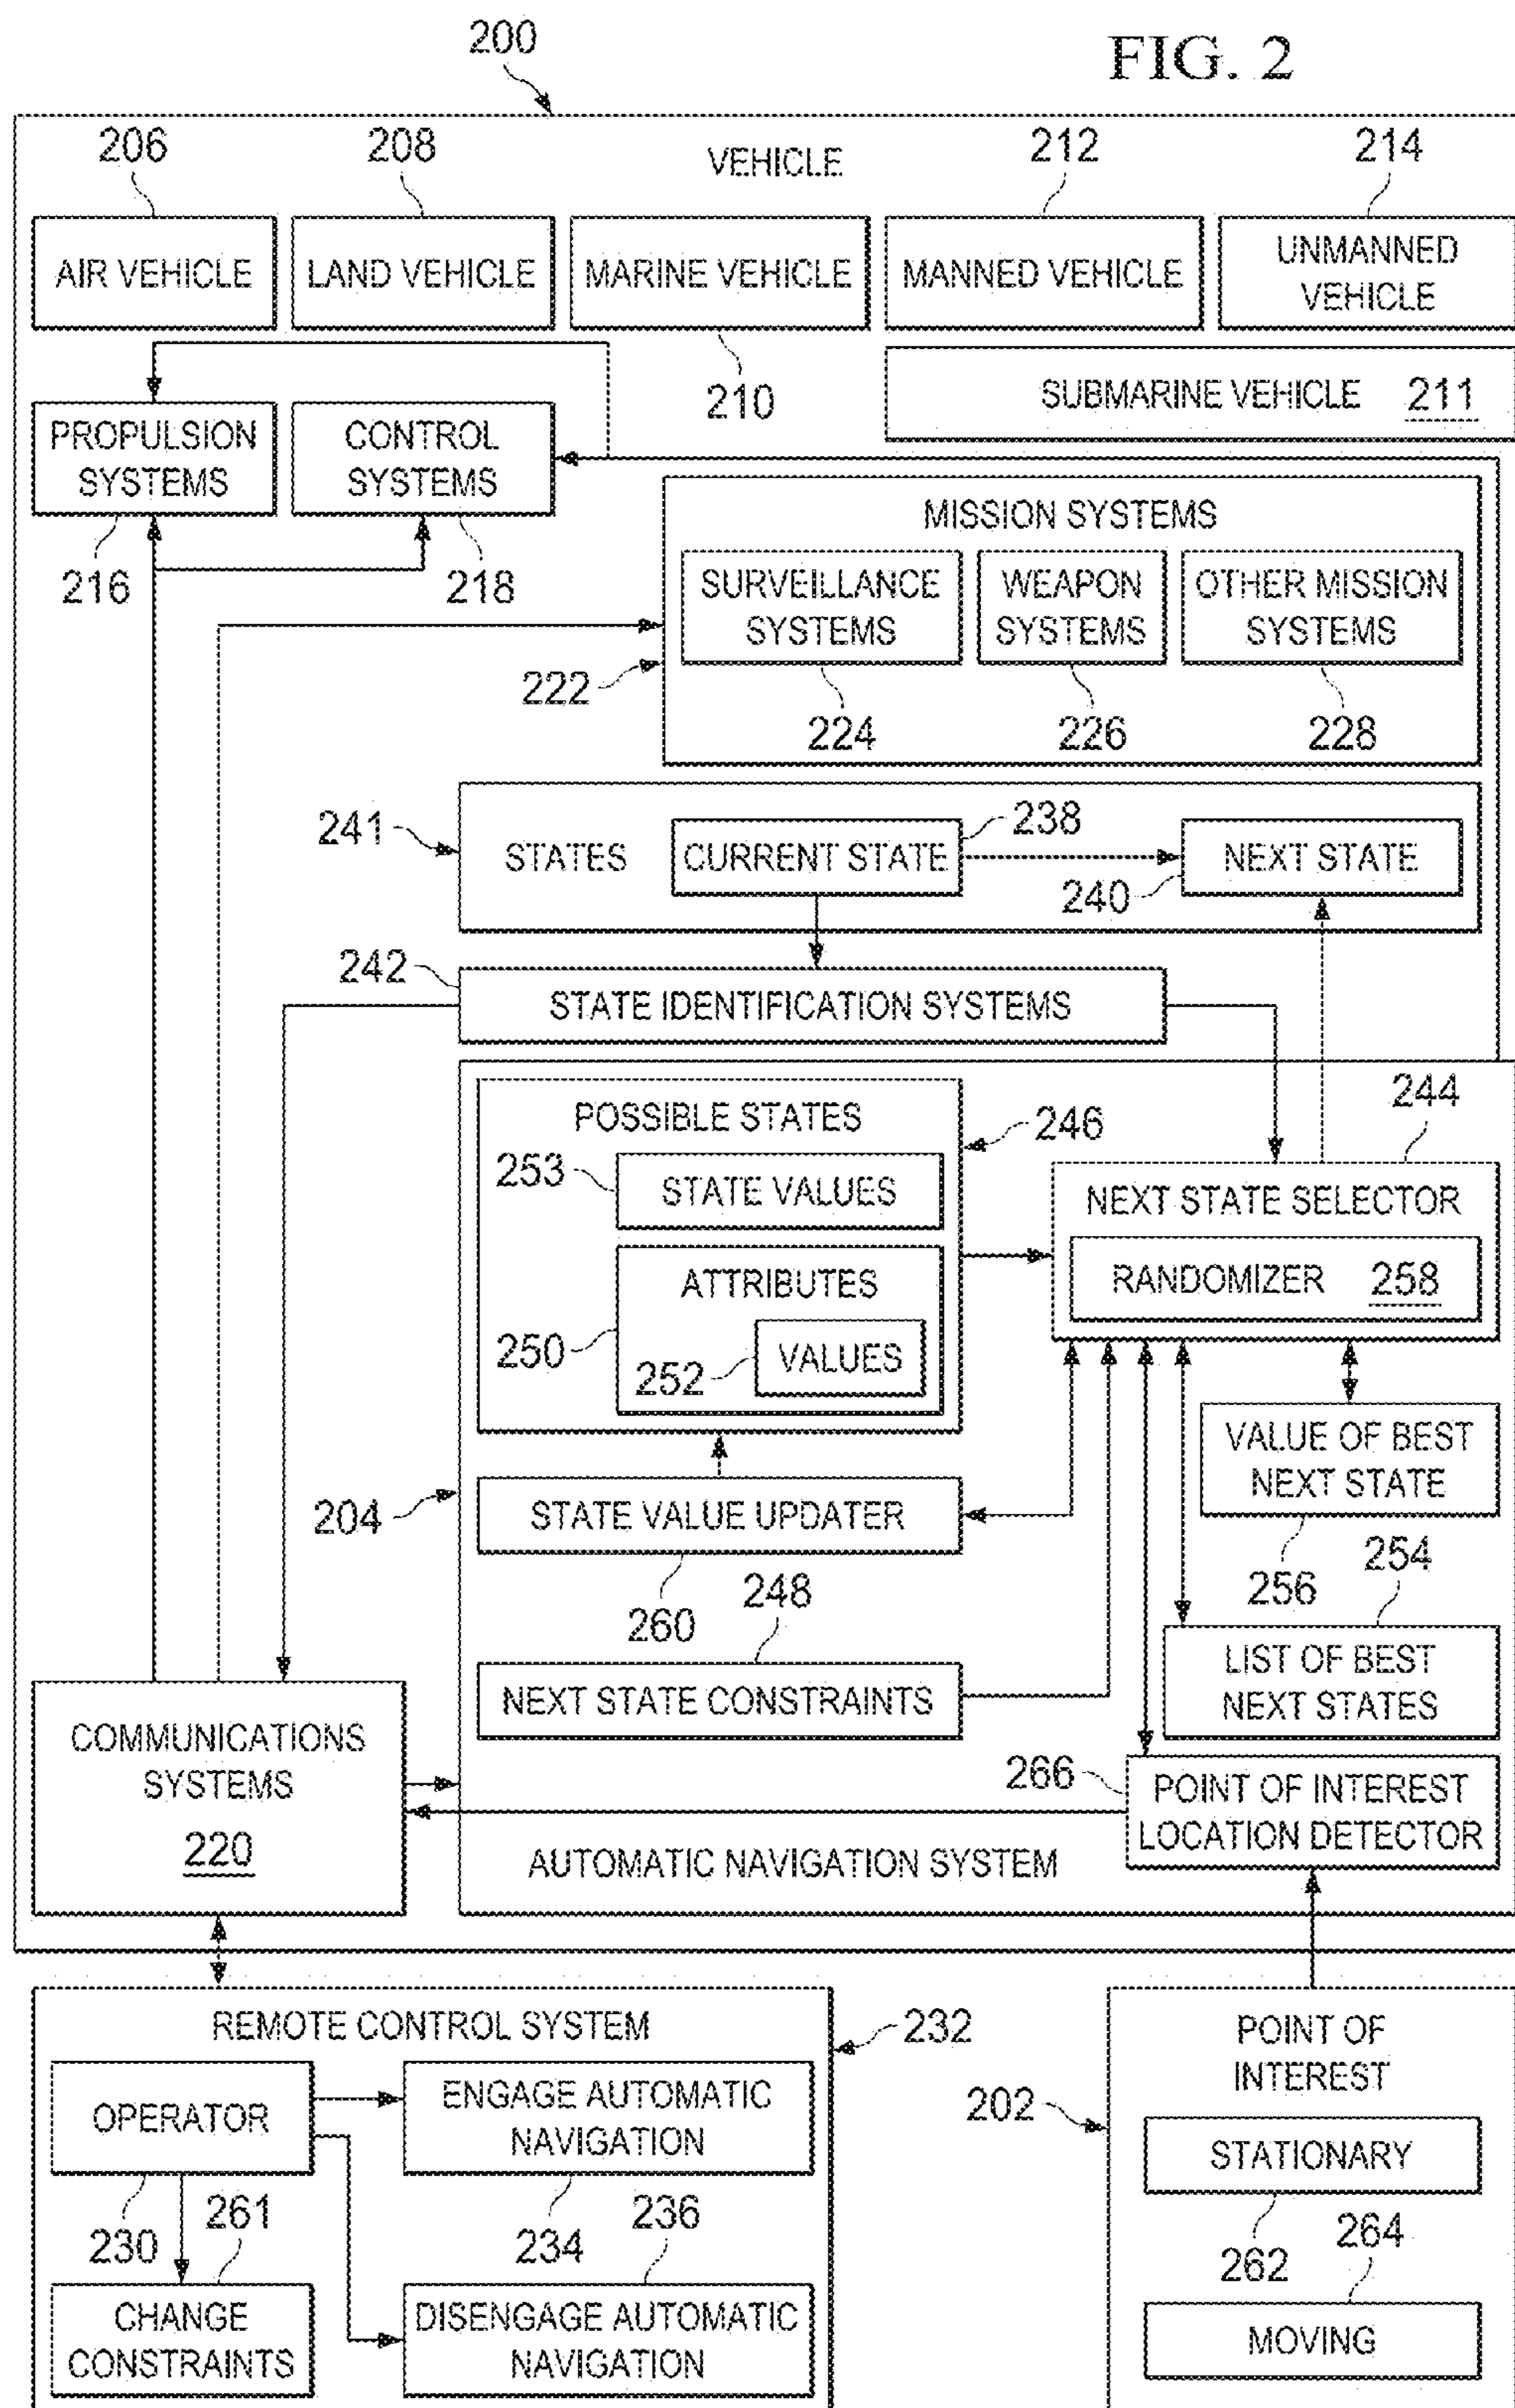 200
FIG. 2
206
208
VEHICLE
212
214
AIR VEHICLE
LAND VEHICLE
MARINE VEHICLE
MANNED VEHICLE
UNMANNED
VEHICLE
210
SUBMARINE VEHICLE 211
PROPULSION
SYSTEMS
CONTROL
SYSTEMS
216
218
MISSION SYSTEMS
SURVEILLANCE
SYSTEMS
WEAPON
SYSTEMS
OTHER MISSION
SYSTEMS
222
224
226
228
241
STATES
CURRENT STATE
238
240
NEXT STATE
242
STATE IDENTIFICATION SYSTEMS
POSSIBLE STATES
246
244
253
STATE VALUES
NEXT STATE SELECTOR
ATTRIBUTES
RANDOMIZER 258
250
252
VALUES
VALUE OF BEST
NEXT STATE
204
STATE VALUE UPDATER
260
248
256
254
NEXT STATE CONSTRAINTS
LIST OF BEST
NEXT STATES
COMMUNICATIONS
SYSTEMS
220
266
POINT OF INTEREST
LOCATION DETECTOR
AUTOMATIC NAVIGATION SYSTEM
REMOTE CONTROL SYSTEM
232
POINT OF
INTEREST
202
OPERATOR
ENGAGE AUTOMATIC
NAVIGATION
STATIONARY
230
261
234
236
262
264
CHANGE
CONSTRAINTS
DISENGAGE AUTOMATIC
NAVIGATION
MOVING